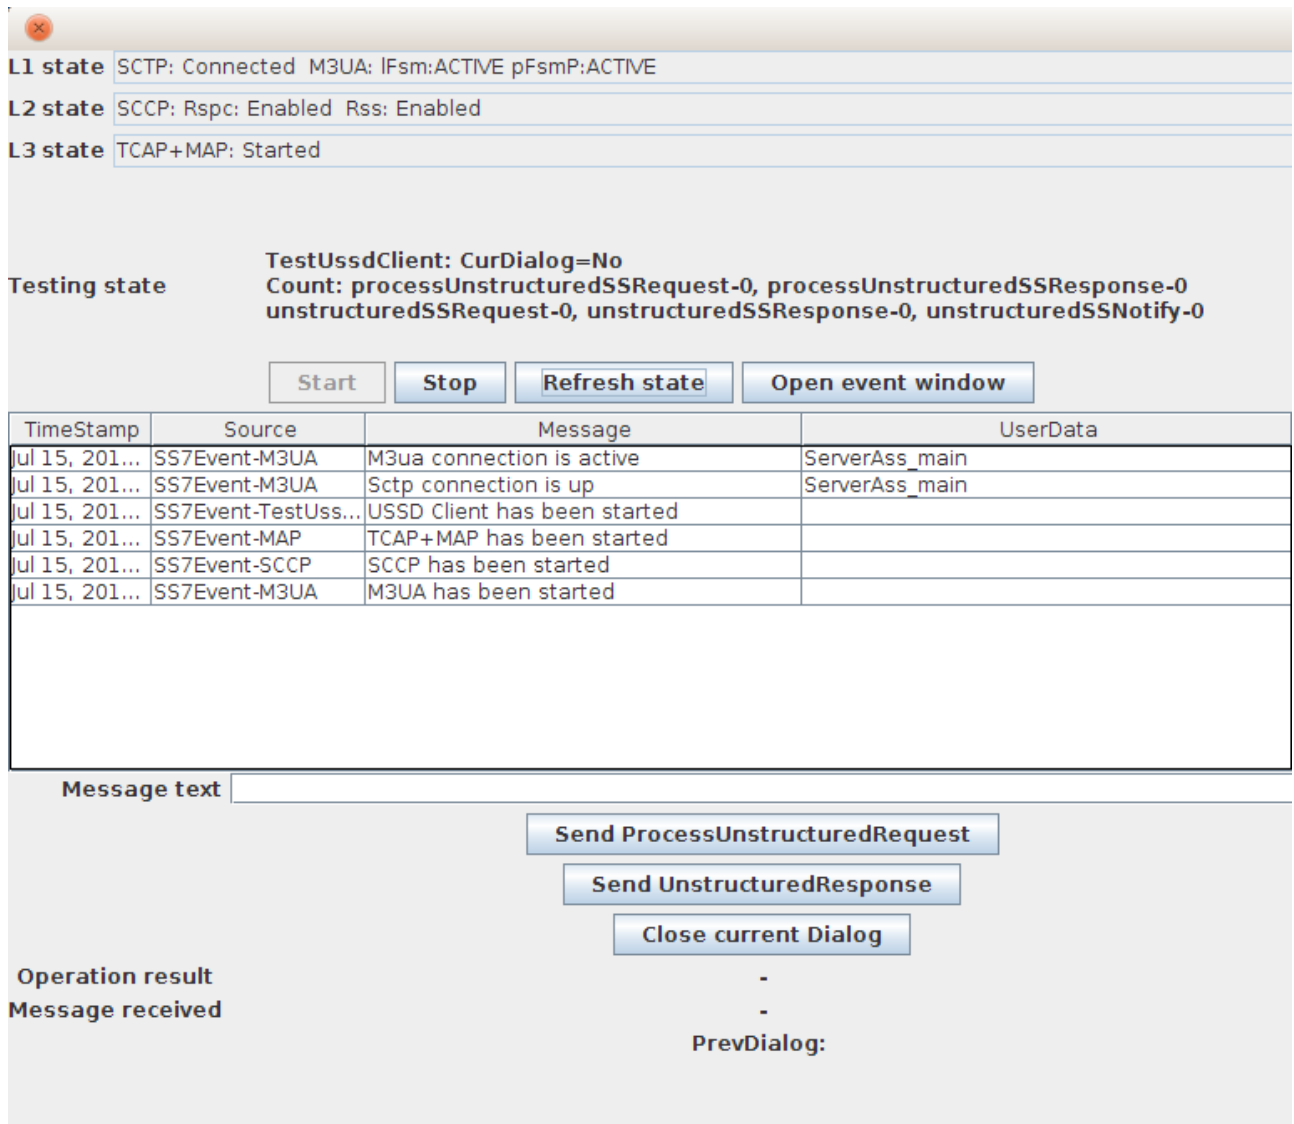 L1 state SCTP: Connected  M3UA: lFsm:ACTIVE pFsmP:ACTIVE
L2 state SCCP: Rspc: Enabled  Rss: Enabled
L3 state TCAP+MAP: Started
TestUssdClient: CurDialog=No
Testing state Count: processUnstructuredSSRequest-0, processUnstructuredSSResponse-0
unstructuredSSRequest-0, unstructuredSSResponse-0, unstructuredSSNotify-0
Start Stop Refresh state Open event window
TimeStamp Source Message UserData
Jul 15, 201... SS7Event-M3UA M3ua connection is active ServerAss_main
Jul 15, 201... SS7Event-M3UA Sctp connection is up ServerAss_main
Jul 15, 201... SS7Event-TestUss... USSD Client has been started
Jul 15, 201... SS7Event-MAP TCAP+MAP has been started
Jul 15, 201... SS7Event-SCCP SCCP has been started
Jul 15, 201... SS7Event-M3UA M3UA has been started
Message text
Send ProcessUnstructuredRequest
Send UnstructuredResponse
Close current Dialog
Operation result -
Message received -
PrevDialog: